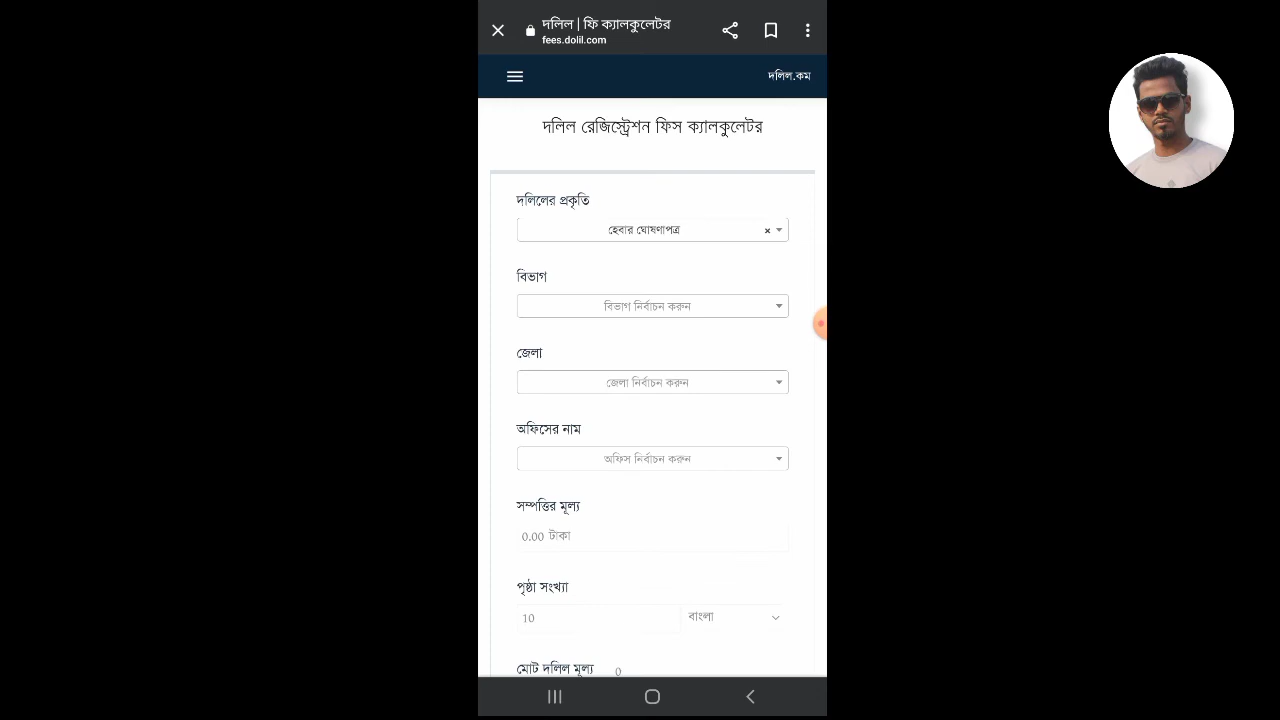 দলিল | ফি ক্যালকুলেটর
fees.dolil.com
দলিল.কম
দলিল রেজিস্ট্রেশন ফিস ক্যালকুলেটর
দলিলের প্রকৃতি
হেবার ঘোষণাপত্র
বিভাগ
বিভাগ নির্বাচন করুন
জেলা
জেলা নির্বাচন করুন
অফিসের নাম
অফিস নির্বাচন করুন
সম্পত্তির মূল্য
0.00 টাকা
পৃষ্ঠা সংখ্যা
10 বাংলা
মোট দলিল মূল্য 0